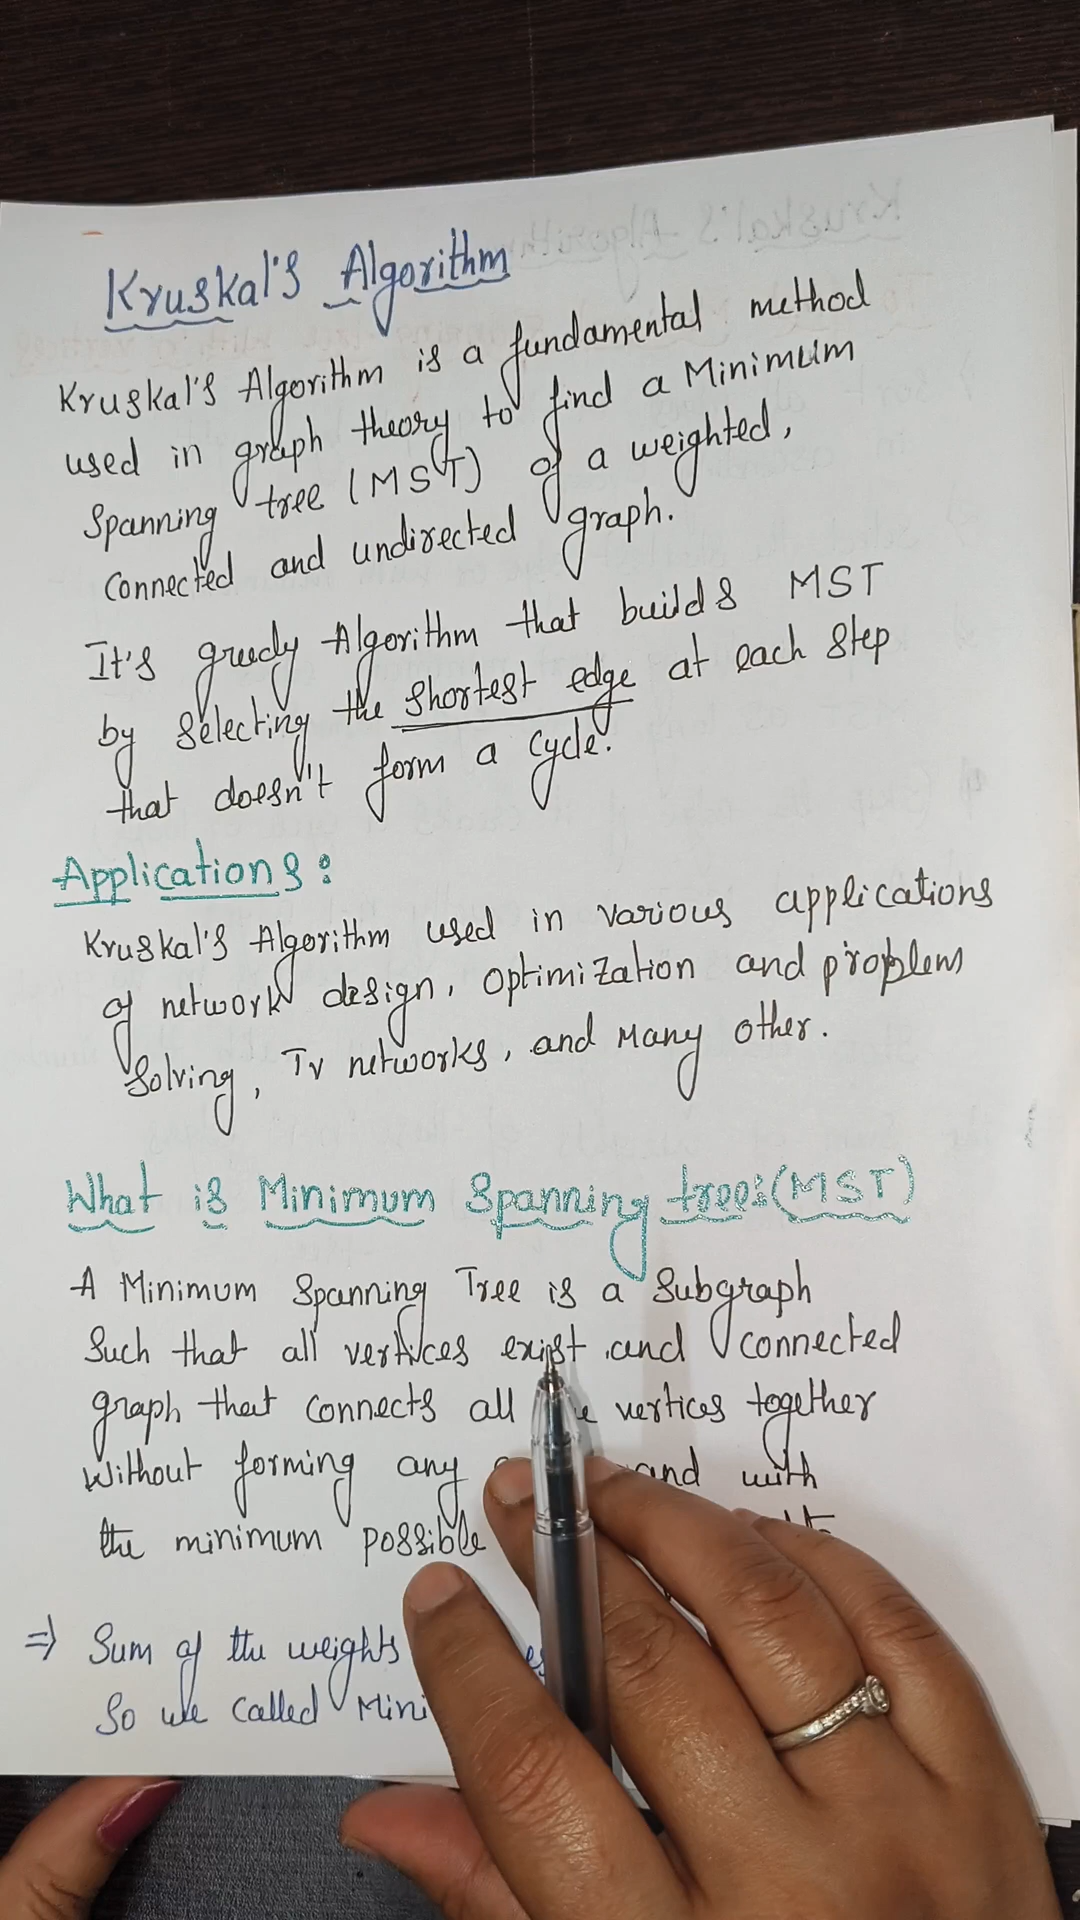 Kruskal's Algorithm
Kruskal's Algorithm is a fundamental method
used in graph theory to find a Minimum
Spanning tree (MST) of a weighted,
Connected and undirected graph.
It's greedy Algorithm that builds MST
by selecting the shortest edge at each step
that doesn't form a cycle.
Applications:
Kruskal's Algorithm used in various applications
of network design, optimization and problem
solving, Tv networks, and many other.
What is Minimum Spanning tree:(MST)
A Minimum Spanning Tree is a Subgraph
Such that all vertices exist and connected
graph that connects all vertices together
without forming any and with
the minimum possible
⇒ Sum of the weights
So we called Mini